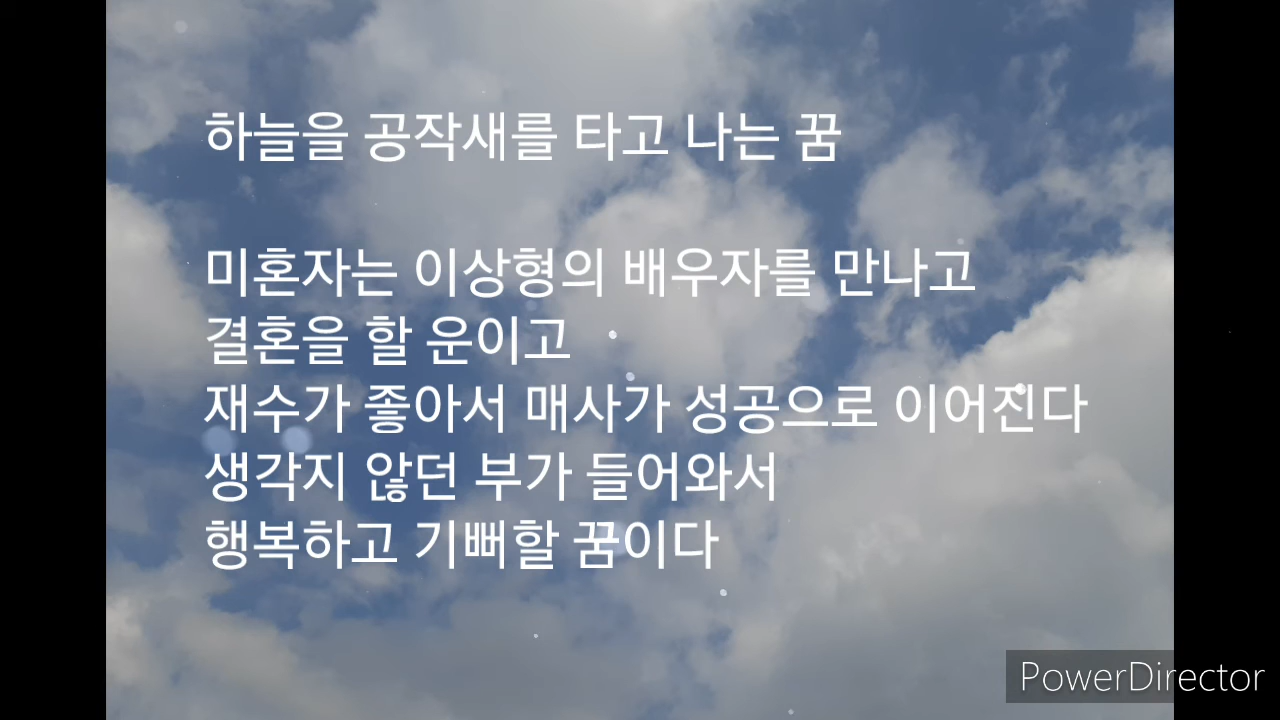 하늘을 공작새를 타고 나는 꿈
미혼자는 이상형의 배우자를 만나고
결혼을 할 운이고
재수가 좋아서 매사가 성공으로 이어진다
생각지 않던 부가 들어와서
행복하고 기뻐할 꿈이다
PowerDirector